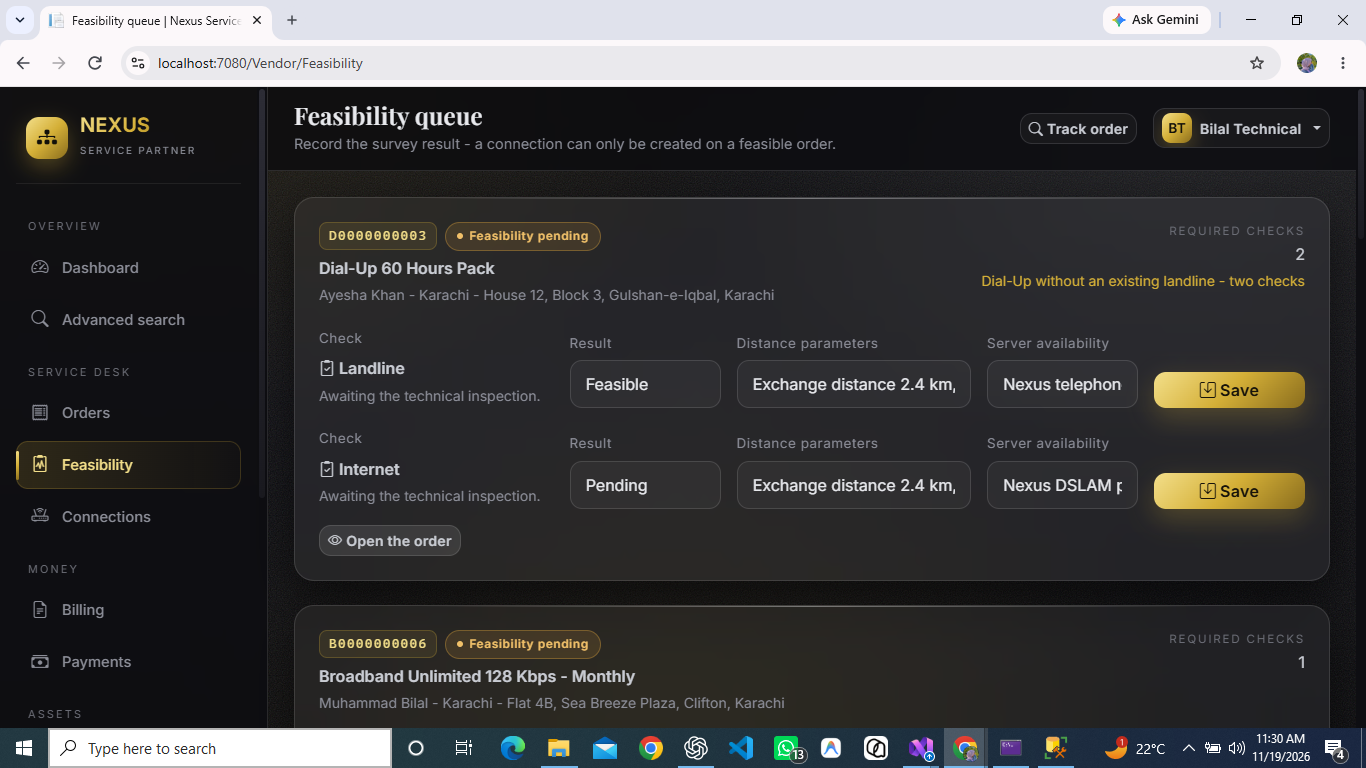 Feasibility queue | Nexus Service
Ask Gemini
localhost:7080/Vendor/Feasibility
NEXUS
SERVICE PARTNER
OVERVIEW
Dashboard
Advanced search
SERVICE DESK
Orders
Feasibility
Connections
MONEY
Billing
Payments
ASSETS
Feasibility queue
Record the survey result - a connection can only be created on a feasible order.
Track order
BT Bilal Technical
D0000000003 Feasibility pending
REQUIRED CHECKS
2
Dial-Up 60 Hours Pack
Dial-Up without an existing landline - two checks
Ayesha Khan - Karachi - House 12, Block 3, Gulshan-e-Iqbal, Karachi
Check Result Distance parameters Server availability
Landline Feasible Exchange distance 2.4 km, Nexus telephon Save
Awaiting the technical inspection.
Check Result Distance parameters Server availability
Internet Pending Exchange distance 2.4 km, Nexus DSLAM Save
Awaiting the technical inspection.
Open the order
B0000000006 Feasibility pending
REQUIRED CHECKS
1
Broadband Unlimited 128 Kbps - Monthly
Muhammad Bilal - Karachi - Flat 4B, Sea Breeze Plaza, Clifton, Karachi
Type here to search
13
1
22°C
11:30 AM
11/19/2026
4